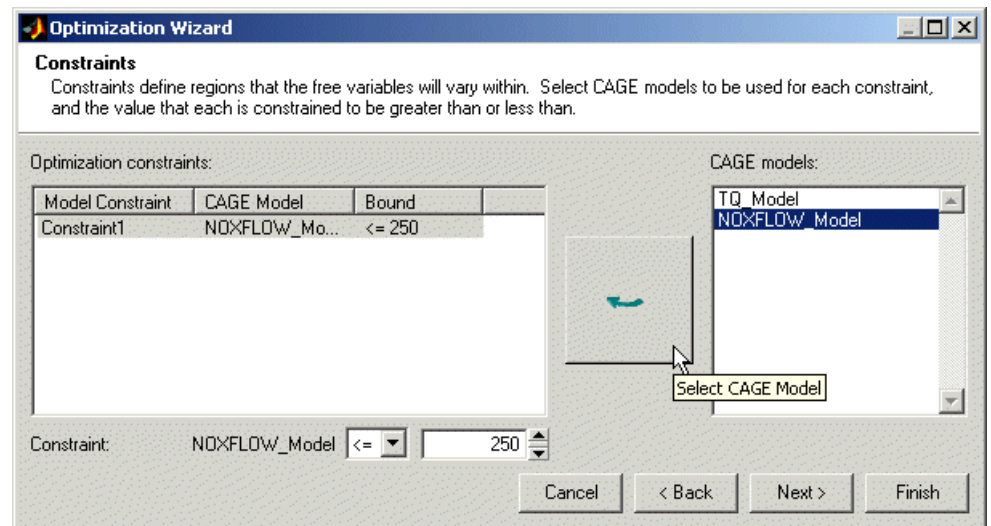 Optimization Wizard
Constraints
Constraints define regions that the free variables will vary within. Select CAGE models to be used for each constraint,
and the value that each is constrained to be greater than or less than.
Optimization constraints:
CAGE models:
Model Constraint CAGE Model Bound
Constraint1 NOXFLOW_Mo... <= 250
TQ_Model
NOXFLOW_Model
Select CAGE Model
Constraint: NOXFLOW_Model <= 250
Cancel < Back Next > Finish